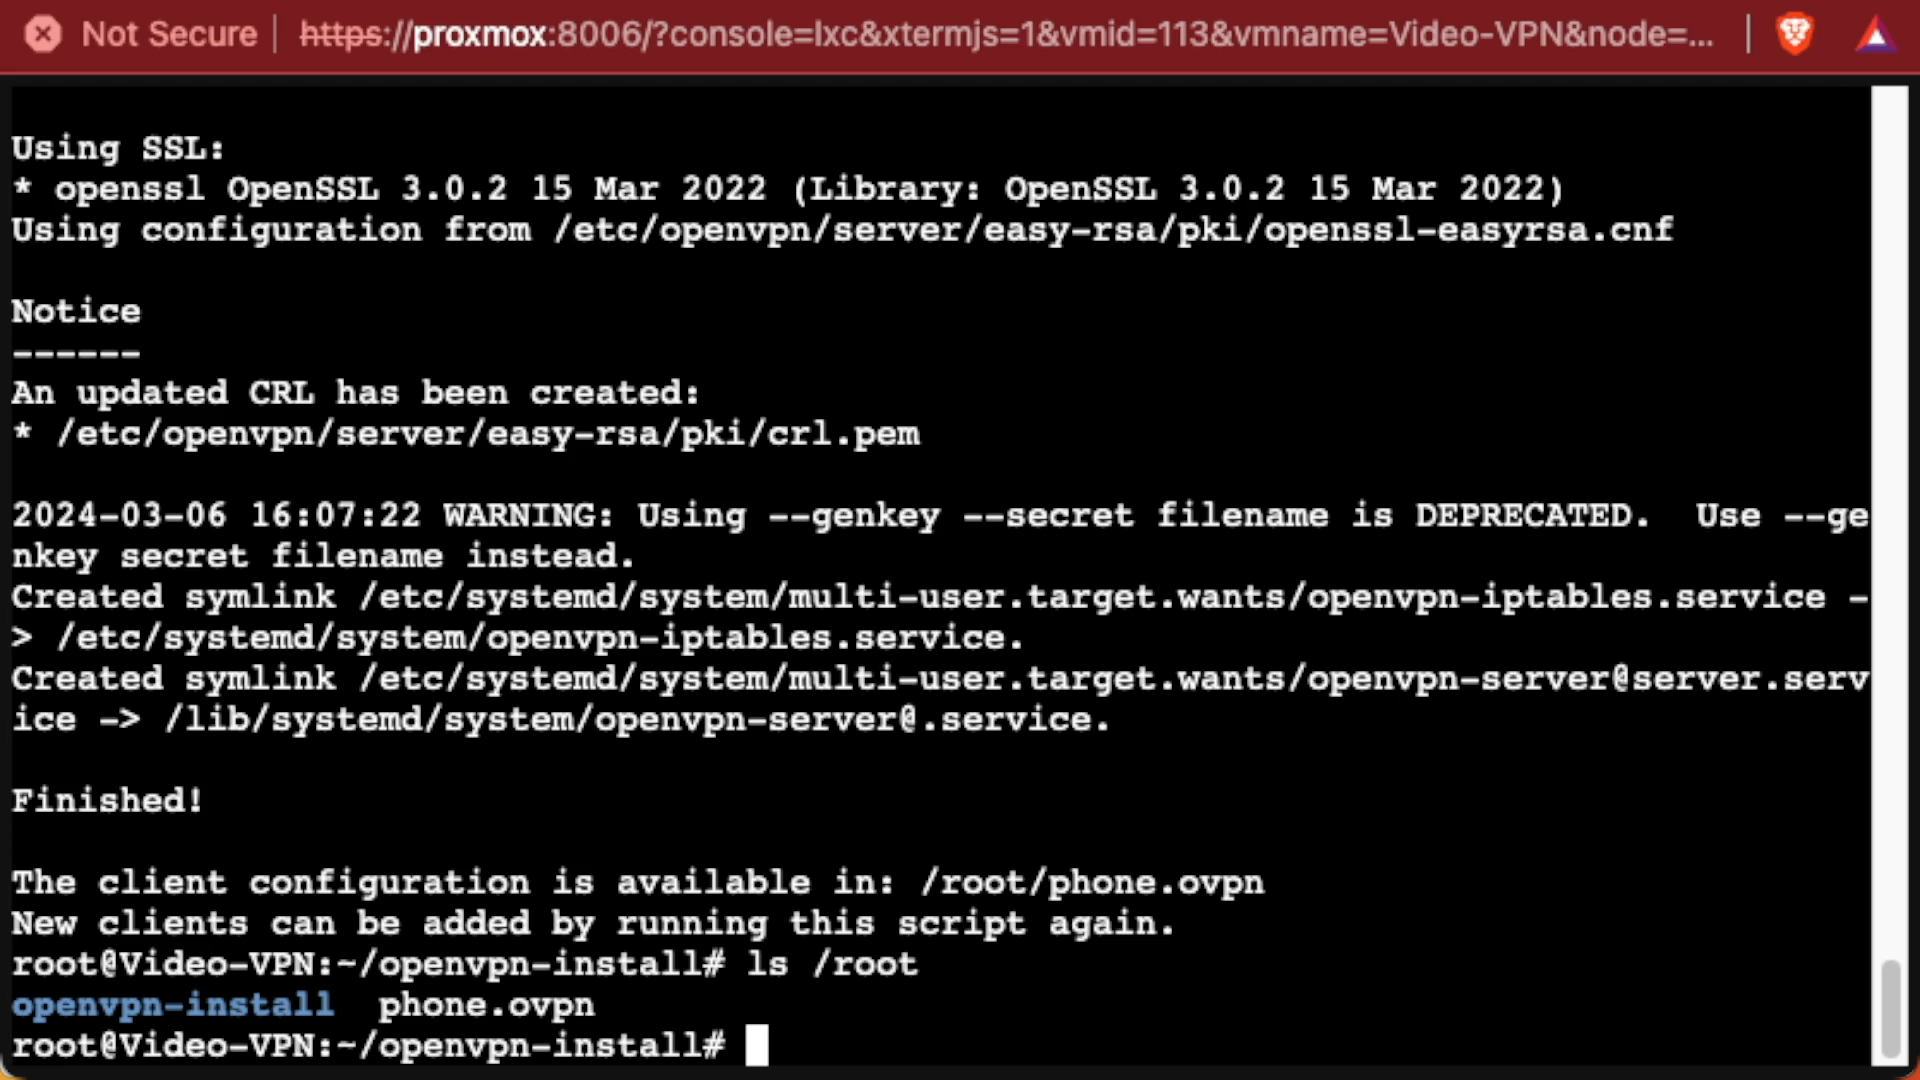 Not Secure | https://proxmox:8006/?console=lxc&xtermjs=1&vmid=113&vmname=Video-VPN&node=...
Using SSL:
* openssl OpenSSL 3.0.2 15 Mar 2022 (Library: OpenSSL 3.0.2 15 Mar 2022)
Using configuration from /etc/openvpn/server/easy-rsa/pki/openssl-easyrsa.cnf
Notice
------
An updated CRL has been created:
* /etc/openvpn/server/easy-rsa/pki/crl.pem
2024-03-06 16:07:22 WARNING: Using --genkey --secret filename is DEPRECATED.  Use --ge
nkey secret filename instead.
Created symlink /etc/systemd/system/multi-user.target.wants/openvpn-iptables.service -
> /etc/systemd/system/openvpn-iptables.service.
Created symlink /etc/systemd/system/multi-user.target.wants/openvpn-server@server.serv
ice -> /lib/systemd/system/openvpn-server@.service.
Finished!
The client configuration is available in: /root/phone.ovpn
New clients can be added by running this script again.
root@Video-VPN:~/openvpn-install# ls /root
openvpn-install  phone.ovpn
root@Video-VPN:~/openvpn-install#